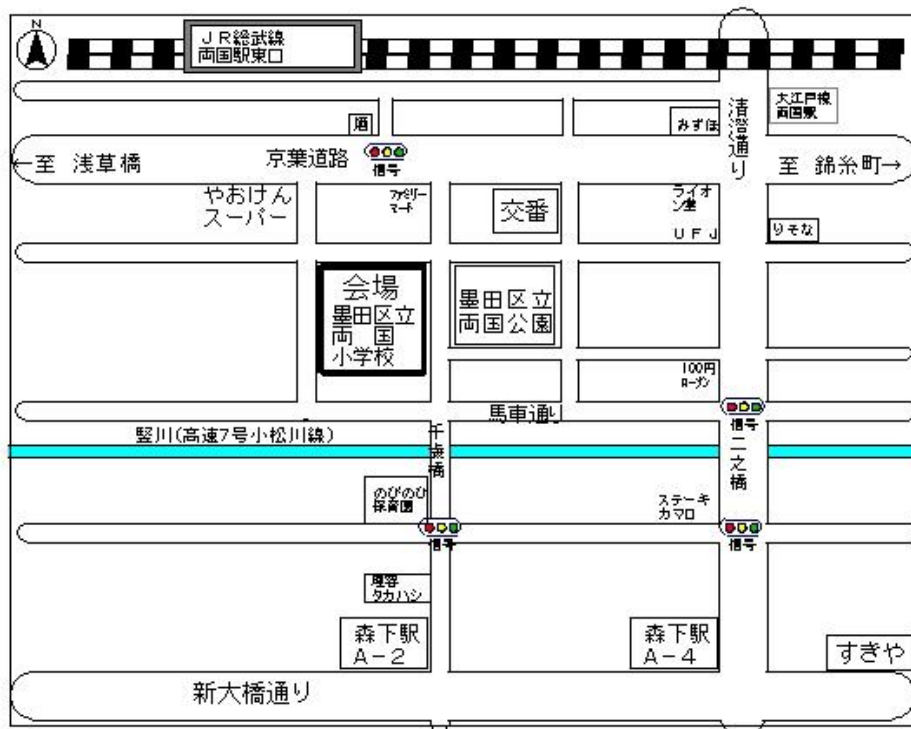 N
ＪＲ総武線
両国駅東口
大江戸線
両国駅
清澄通り
酒
みずほ
←至 浅草橋
京葉道路
信号
至 錦糸町→
やおけん
スーパー
ファミリー
マート
交番
ライオ
ン堂
ＵＦＪ
りそな
会場
墨田区立
両国
小学校
墨田区立
両国公園
100円
ローソン
馬車通り
信号
竪川(高速7号小松川線)
千歳橋
二之橋
のびのび
保育園
ステーキ
カマロ
信号
信号
理容
タカハシ
森下駅
Ａ－２
森下駅
Ａ－４
すきや
新大橋通り